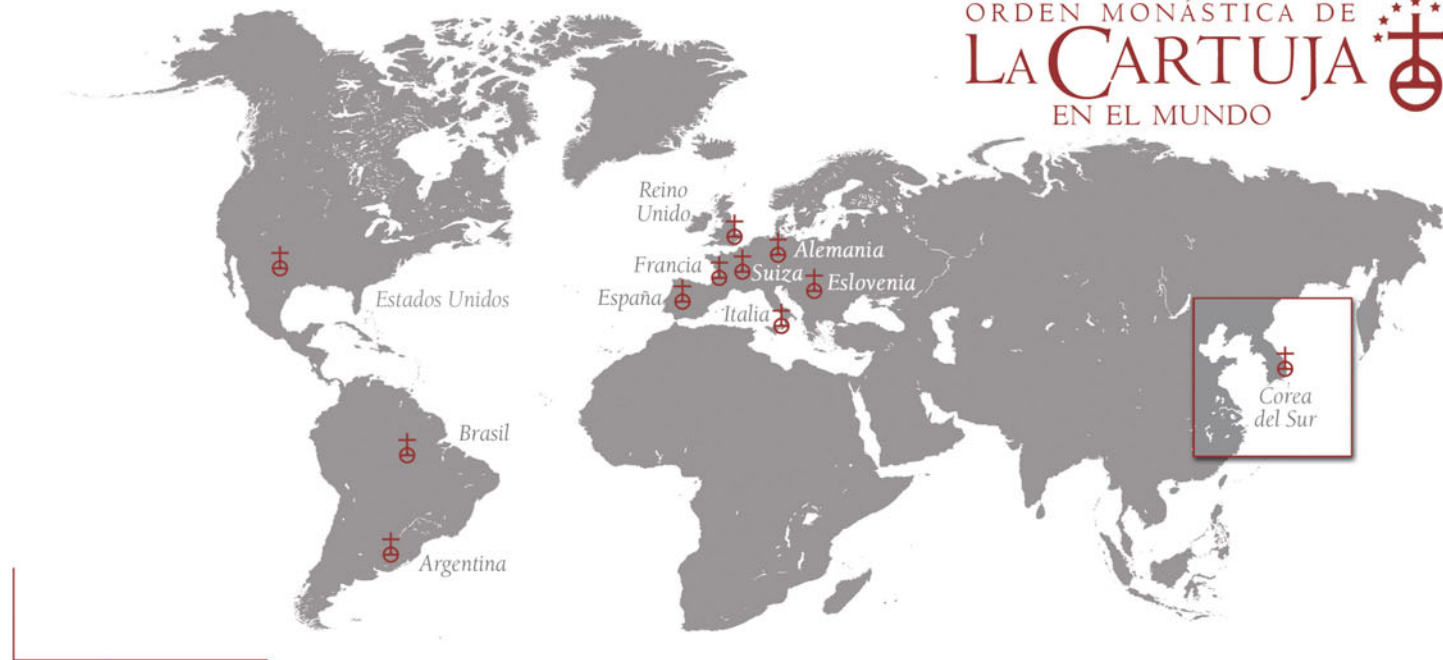 ORDEN MONÁSTICA DE
LA CARTUJA
EN EL MUNDO
Reino
Unido
Alemania
Francia
Suiza
Eslovenia
España
Italia
Estados Unidos
Corea
del Sur
Brasil
Argentina